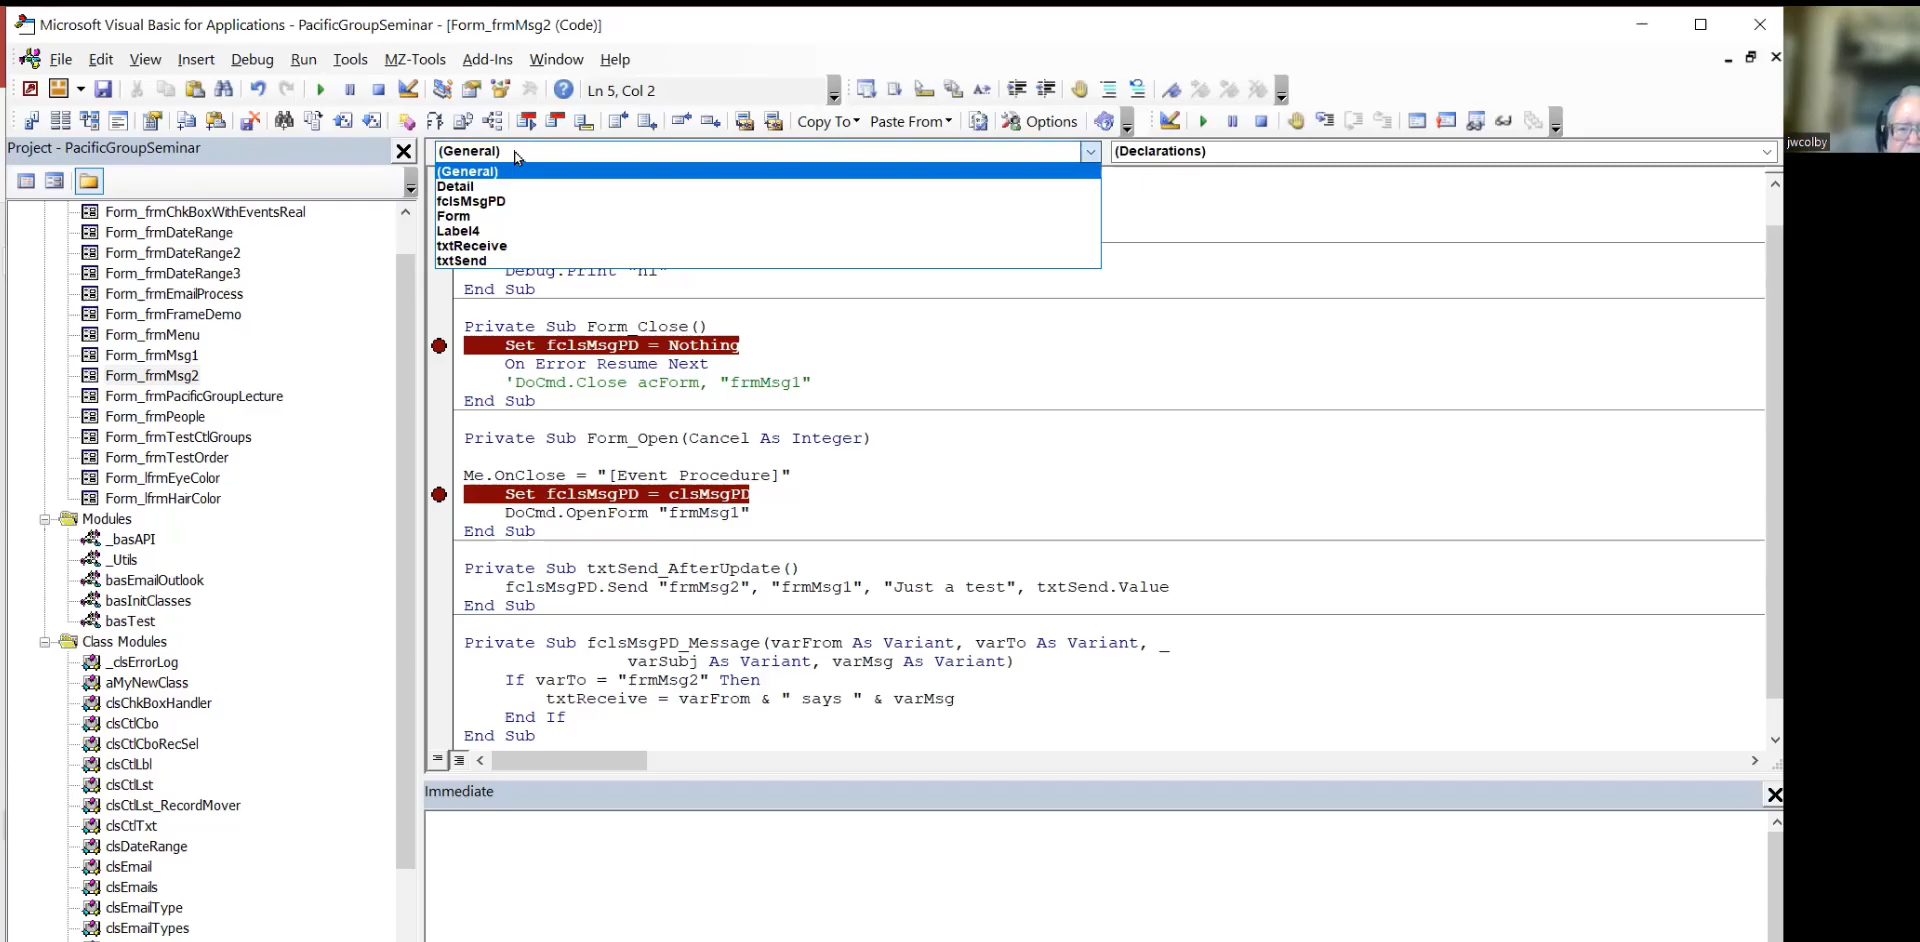 Microsoft Visual Basic for Applications - PacificGroupSeminar - [Form_frmMsg2 (Code)]
File Edit View Insert Debug Run Tools MZ-Tools Add-Ins Window Help
Ln 5, Col 2
Copy To Paste From Options
Project - PacificGroupSeminar
Form_frmChkBoxWithEventsReal
Form_frmDateRange
Form_frmDateRange2
Form_frmDateRange3
Form_frmEmailProcess
Form_frmFrameDemo
Form_frmMenu
Form_frmMsg1
Form_frmMsg2
Form_frmPacificGroupLecture
Form_frmPeople
Form_frmTestCtlGroups
Form_frmTestOrder
Form_lfrmEyeColor
Form_lfrmHairColor
Modules
_basAPI
_Utils
basEmailOutlook
basInitClasses
basTest
Class Modules
_clsErrorLog
aMyNewClass
clsChkBoxHandler
clsCtlCbo
clsCtlCboRecSel
clsCtlLbl
clsCtlLst
clsCtlLst_RecordMover
clsCtlTxt
clsDateRange
clsEmail
clsEmails
clsEmailType
clsEmailTypes
(General) (Declarations)
(General)
Detail
fclsMsgPD
Form
Label4
txtReceive
txtSend
Debug.Print "hi"
End Sub
Private Sub Form_Close()
Set fclsMsgPD = Nothing
On Error Resume Next
'DoCmd.Close acForm, "frmMsg1"
End Sub
Private Sub Form_Open(Cancel As Integer)
Me.OnClose = "[Event Procedure]"
Set fclsMsgPD = clsMsgPD
DoCmd.OpenForm "frmMsg1"
End Sub
Private Sub txtSend_AfterUpdate()
fclsMsgPD.Send "frmMsg2", "frmMsg1", "Just a test", txtSend.Value
End Sub
Private Sub fclsMsgPD_Message(varFrom As Variant, varTo As Variant, _
varSubj As Variant, varMsg As Variant)
If varTo = "frmMsg2" Then
txtReceive = varFrom & " says " & varMsg
End If
End Sub
Immediate
jwcolby